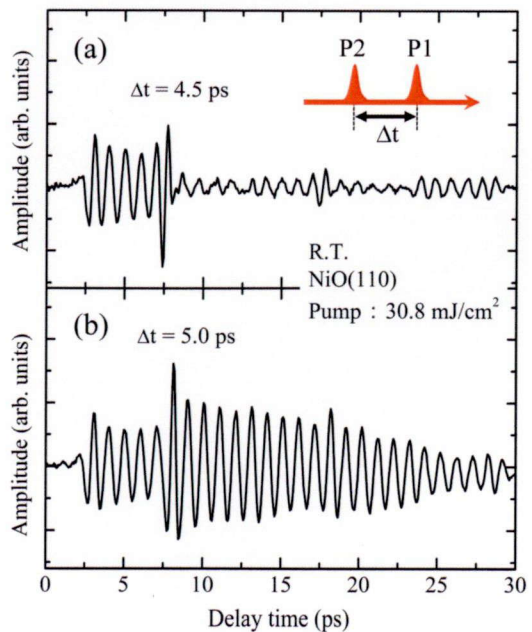 (a)
P2 P1
Δt = 4.5 ps
Δt
Amplitude (arb. units)
R.T.
NiO(110)
Pump : 30.8 mJ/cm²
(b)
Δt = 5.0 ps
Amplitude (arb. units)
0 5 10 15 20 25 30
Delay time (ps)